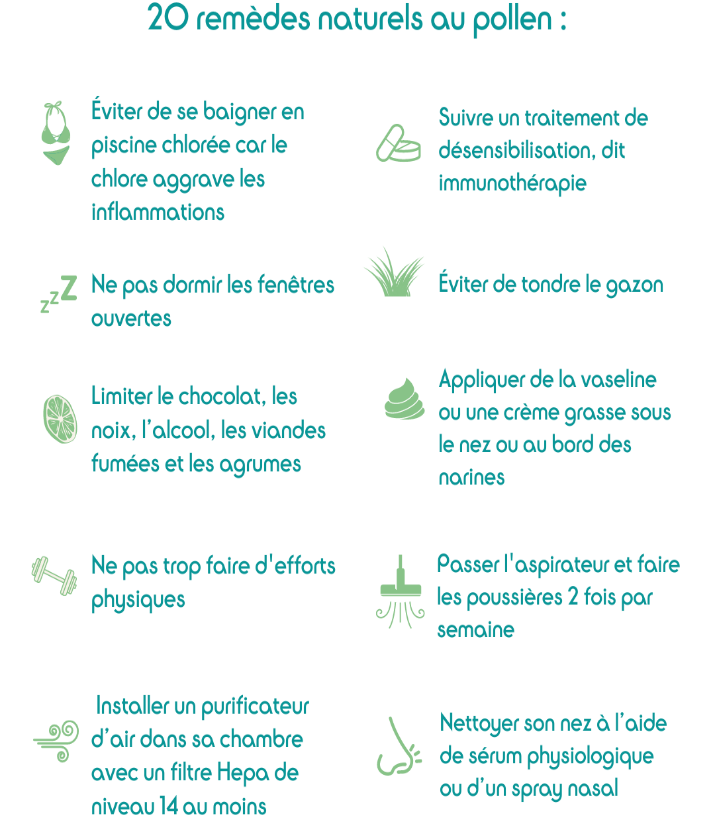 20 remèdes naturels au pollen :
Éviter de se baigner en
piscine chlorée car le
chlore aggrave les
inflammations
Suivre un traitement de
désensibilisation, dit
immunothérapie
zzZ
Ne pas dormir les fenêtres
ouvertes
Éviter de tondre le gazon
Limiter le chocolat, les
noix, l'alcool, les viandes
fumées et les agrumes
Appliquer de la vaseline
ou une crème grasse sous
le nez ou au bord des
narines
Ne pas trop faire d'efforts
physiques
Passer l'aspirateur et faire
les poussières 2 fois par
semaine
Installer un purificateur
d'air dans sa chambre
avec un filtre Hepa de
niveau 14 au moins
Nettoyer son nez à l'aide
de sérum physiologique
ou d'un spray nasal